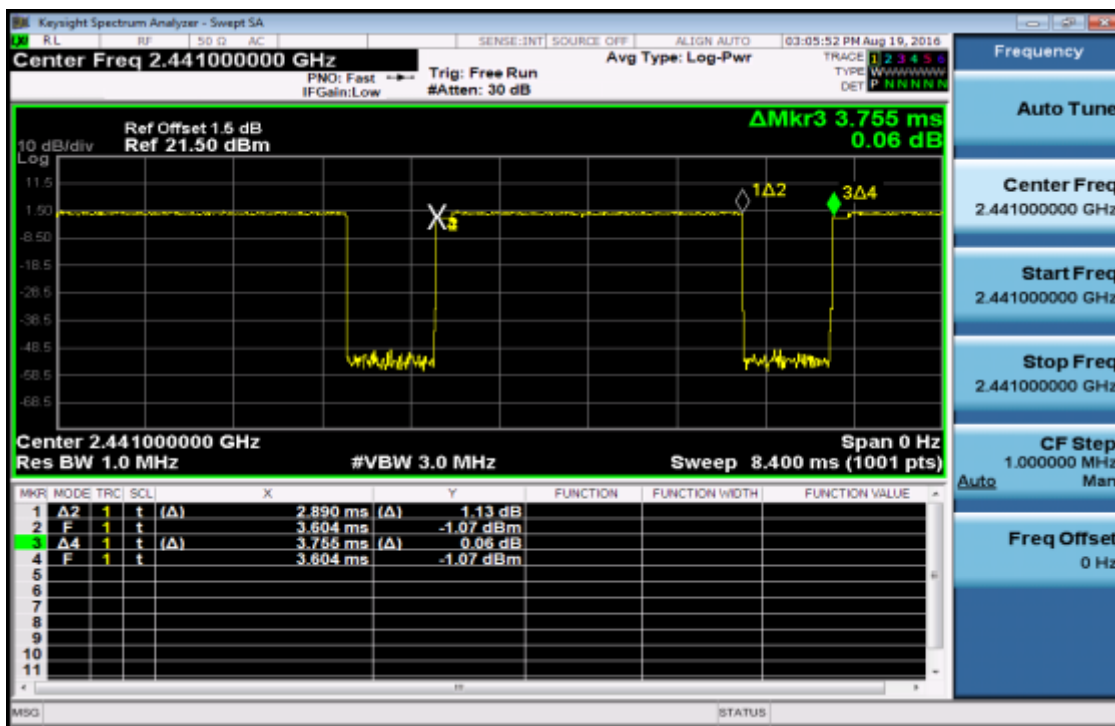 Keysight Spectrum Analyzer - Swept SA
RL RF 50 Ω AC SENSE:INT SOURCE OFF ALIGN AUTO 03:05:52 PM Aug 19, 2016
Center Freq 2.441000000 GHz
PNO: Fast
IFGain:Low
Trig: Free Run
#Atten: 30 dB
Avg Type: Log-Pwr
TRACE 1 2 3 4 5 6
TYPE WWWWWW
DET P N N N N N
Ref Offset 1.5 dB
10 dB/div Ref 21.50 dBm
Log
ΔMkr3 3.755 ms
0.06 dB
11.5
1.50
-8.50
-18.5
-28.5
-38.5
-48.5
-58.5
-68.5
X
1Δ2
3Δ4
Center 2.441000000 GHz Span 0 Hz
Res BW 1.0 MHz #VBW 3.0 MHz Sweep 8.400 ms (1001 pts)
MKR MODE TRC SCL X Y FUNCTION FUNCTION WIDTH FUNCTION VALUE
1 Δ2 1 t (Δ) 2.890 ms (Δ) 1.13 dB
2 F 1 t 3.604 ms -1.07 dBm
3 Δ4 1 t (Δ) 3.755 ms (Δ) 0.06 dB
4 F 1 t 3.604 ms -1.07 dBm
5
6
7
8
9
10
11
MSG STATUS
Frequency
Auto Tune
Center Freq
2.441000000 GHz
Start Freq
2.441000000 GHz
Stop Freq
2.441000000 GHz
CF Step
1.000000 MHz
Auto Man
Freq Offset
0 Hz